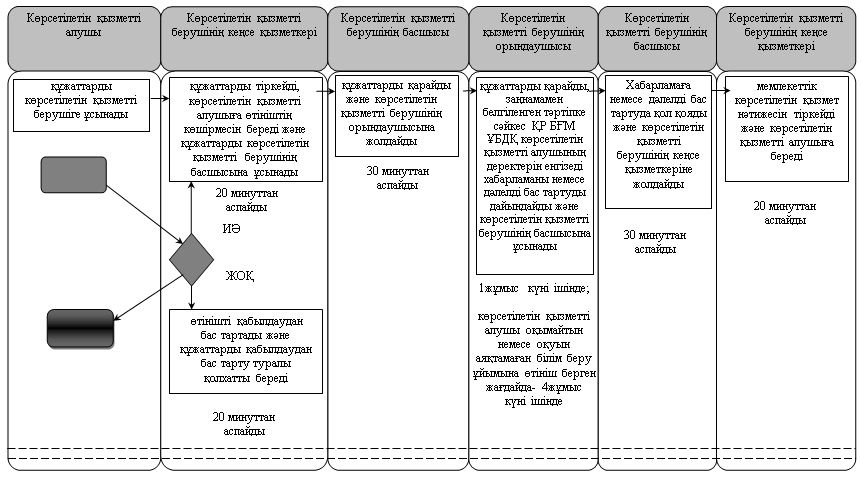 Көрсетілетін қызметті
алушы
Көрсетілетін қызметті
берушінің кеңсе қызметкері
Көрсетілетін қызметті
берушінің басшысы
Көрсетілетін
қызметті берушінің
орындаушысы
Көрсетілетін
қызметті берушінің
басшысы
Көрсетілетін қызметті
берушінің кеңсе
қызметкері
құжаттарды
көрсетілетін қызметті
берушіге ұсынады
құжаттарды тіркейді,
көрсетілетін қызметті
алушыға өтініштің
көшірмесін береді және
құжаттарды көрсетілетін
қызметті берушінің
басшысына ұсынады
20 минуттан
аспайды
ИӘ
ЖОҚ
өтінішті қабылдаудан
бас тартады және
құжаттарды қабылдаудан
бас тарту туралы
қолхатты береді
20 минуттан
аспайды
құжаттарды қарайды
және көрсетілетін
қызметті берушінің
орындаушысына
жолдайды
30 минуттан
аспайды
құжаттарды қарайды,
заңнамамен
белгіленген тәртіпке
сәйкес ҚР БҒМ
ҰБДҚ көрсетілетін
қызметті алушының
деректерін енгізеді
хабарламаны немесе
дәлелді бас тартуды
дайындайды және
көрсетілетін қызметті
берушінің басшысына
ұсынады
1жұмыс күні ішінде;
көрсетілетін қызметті
алушы оқымайтын
немесе оқуын
аяқтамаған білім беру
ұйымына өтініш берген
жағдайда- 4жұмыс
күні ішінде
Хабарламаға
немесе дәлелді бас
тартуда қол қояды
және көрсетілетін
қызметті
берушінің кеңсе
қызметкеріне
жолдайды
30 минуттан
аспайды
мемлекеттік
көрсетілетін қызмет
нәтижесін тіркейді
және көрсетілетін
қызметті алушыға
береді
20 минуттан
аспайды